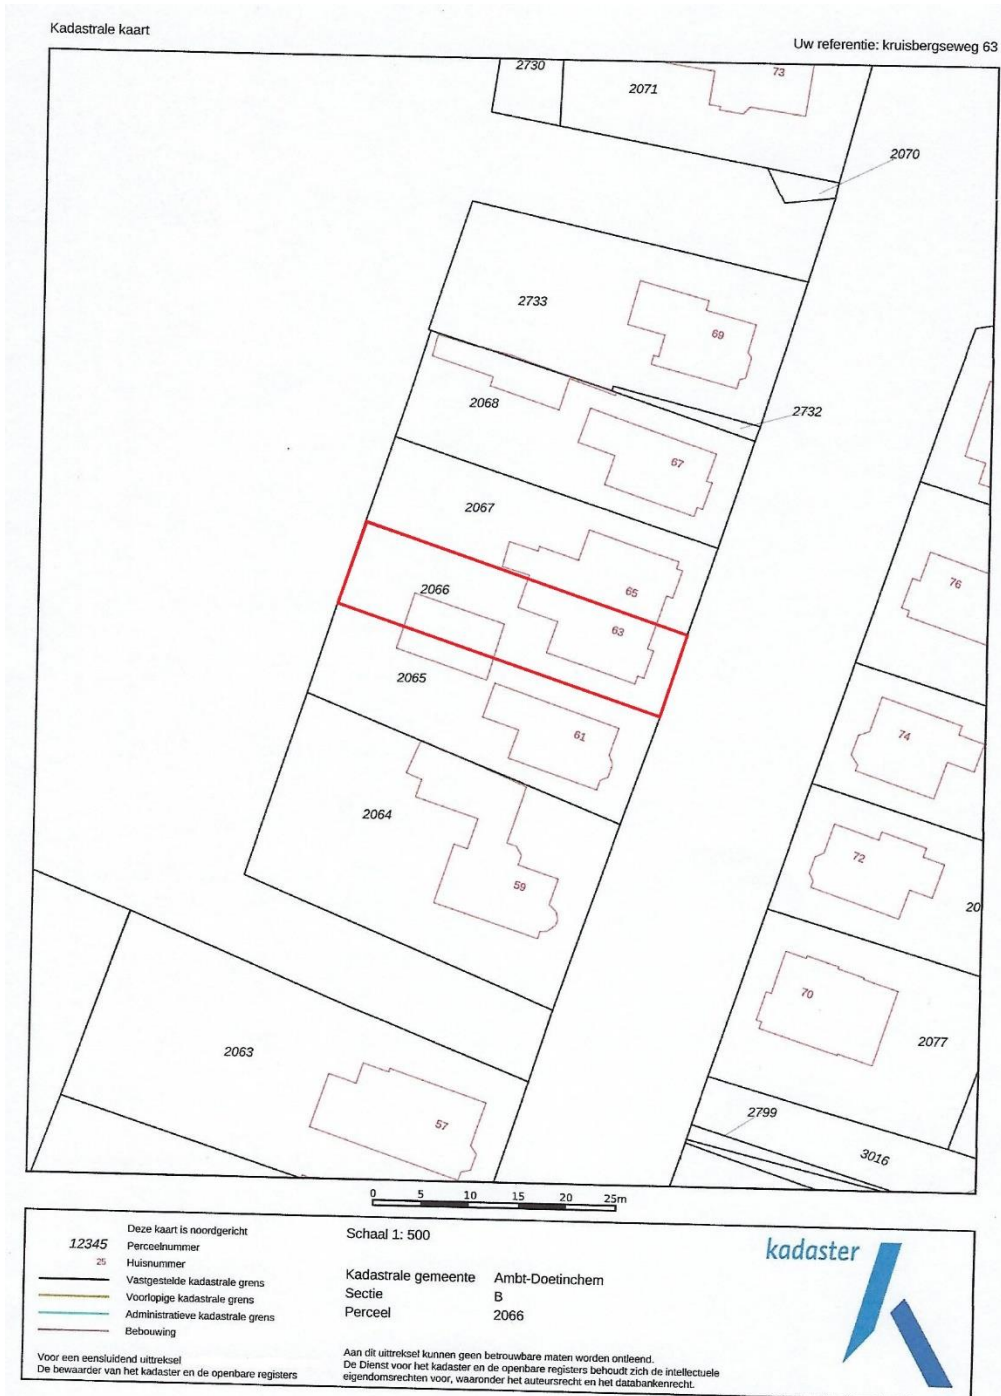 Kadastrale kaart
Uw referentie: kruisbergseweg 63
2730
73
2071
2070
2733
69
2068
2732
67
2067
2066
65
76
63
2065
61
74
2064
72
59
20
70
2077
2063
57
2799
3016
0 5 10 15 20 25m
Deze kaart is noordgericht
12345 Perceelnummer
25 Huisnummer
Vastgestelde kadastrale grens
Voorlopige kadastrale grens
Administratieve kadastrale grens
Bebouwing
Voor een eensluidend uittreksel
De bewaarder van het kadaster en de openbare registers
Schaal 1: 500
Kadastrale gemeente Ambt-Doetinchem
Sectie B
Perceel 2066
Aan dit uittreksel kunnen geen betrouwbare maten worden ontleend.
De Dienst voor het kadaster en de openbare registers behoudt zich de intellectuele
eigendomsrechten voor, waaronder het auteursrecht en het databankenrecht.
kadaster